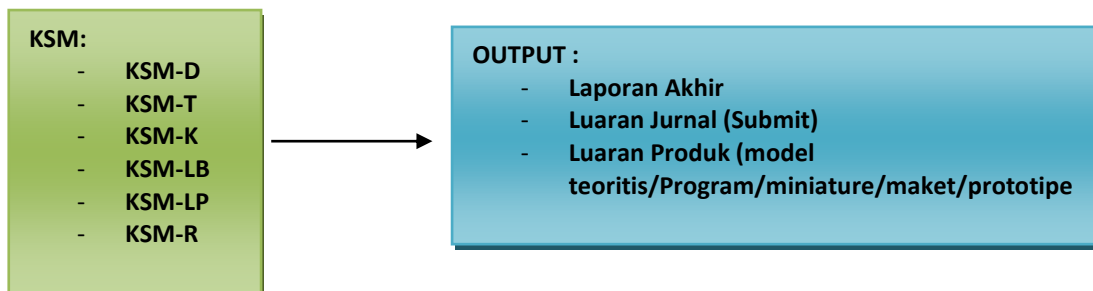 KSM:
- KSM-D
- KSM-T
- KSM-K
- KSM-LB
- KSM-LP
- KSM-R
OUTPUT :
- Laporan Akhir
- Luaran Jurnal (Submit)
- Luaran Produk (model
teoritis/Program/miniature/maket/prototipe